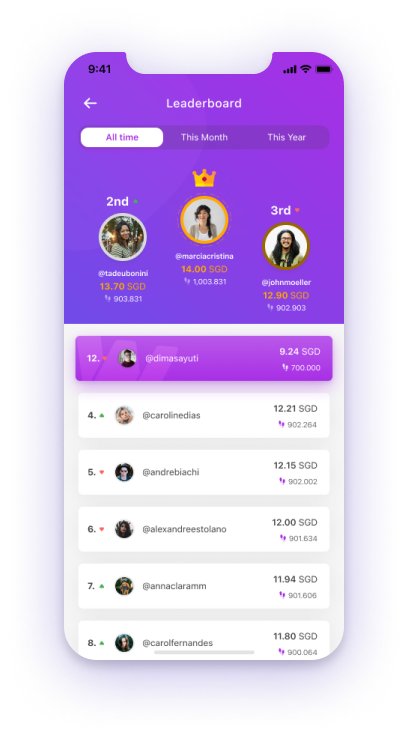 9:41
Leaderboard
All time
This Month
This Year
2nd
@tadeubonini
13.70 SGD
903.831
@marciacristina
14.00 SGD
1,003.831
3rd
@johnmoeller
12.90 SGD
902.903
12.
@dimasayuti
9.24 SGD
700.000
4.
@carolinedias
12.21 SGD
902.264
5.
@andrebiachi
12.15 SGD
902.002
6.
@alexandreestolano
12.00 SGD
901.634
7.
@annaclaramm
11.94 SGD
901.606
8.
@carolfernandes
11.80 SGD
900.064